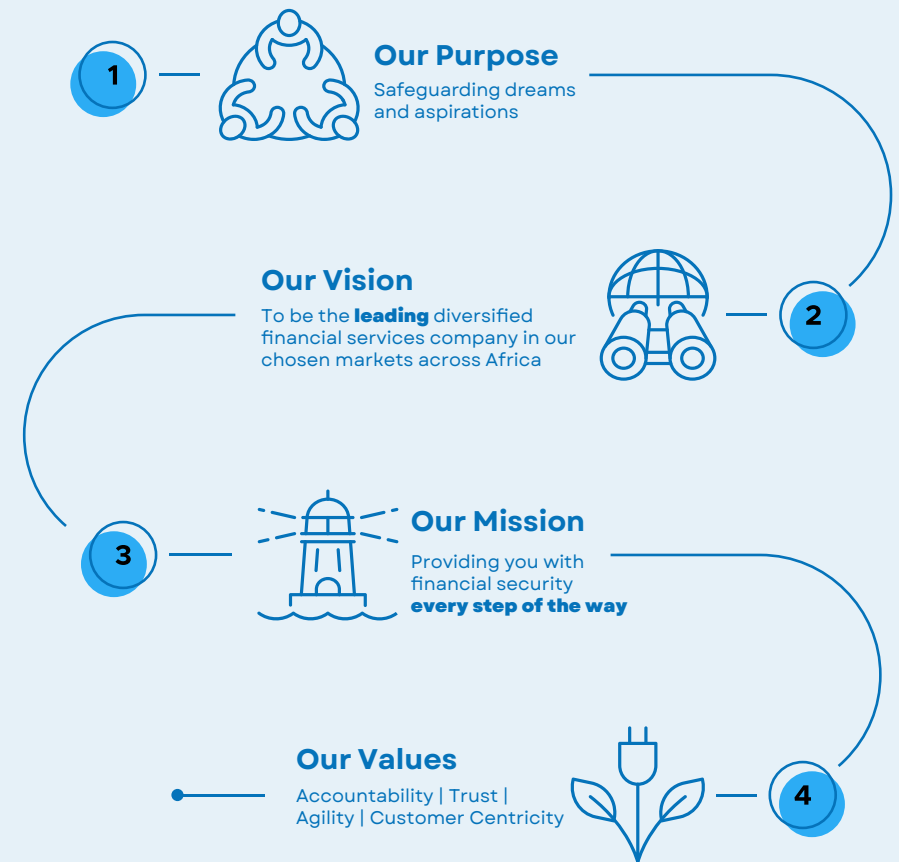 1
Our Purpose
Safeguarding dreams
and aspirations
2
Our Vision
To be the leading diversified
financial services company in our
chosen markets across Africa
3
Our Mission
Providing you with
financial security
every step of the way
4
Our Values
Accountability | Trust |
Agility | Customer Centricity